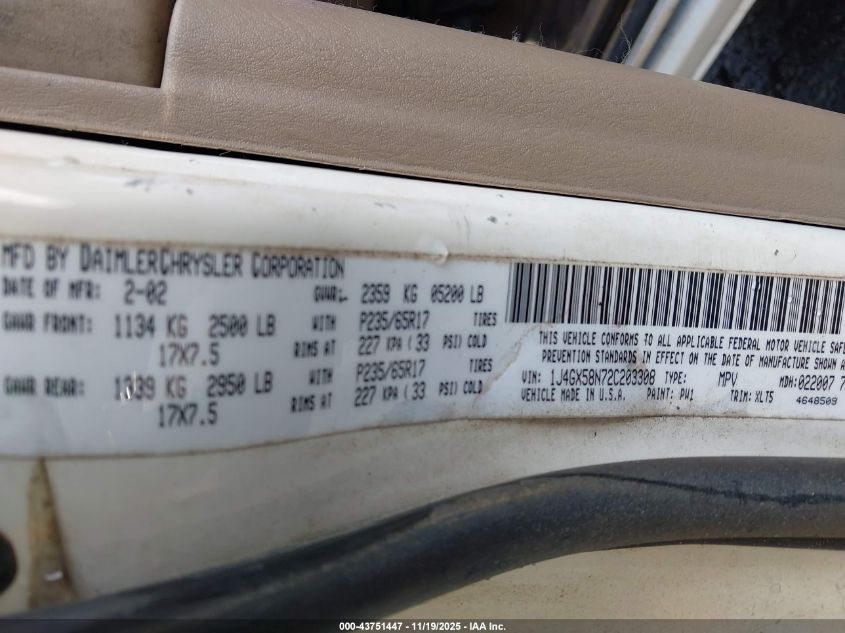 MFD BY DAIMLERCHRYSLER CORPORATION
DATE OF MFR: 2-02 GVWR: 2359 KG 05200 LB
GAWR FRONT: 1134 KG 2500 LB WITH P235/65R17 TIRES
17X7.5 RIMS AT 227 KPA ( 33 PSI) COLD
GAWR REAR: 1339 KG 2950 LB WITH P235/65R17 TIRES
17X7.5 RIMS AT 227 KPA ( 33 PSI) COLD
THIS VEHICLE CONFORMS TO ALL APPLICABLE FEDERAL MOTOR VEHICLE SAFE
PREVENTION STANDARDS IN EFFECT ON THE DATE OF MANUFACTURE SHOWN A
VIN: 1J4GX58N72C203308 TYPE: MPV MDH: 022007 7
VEHICLE MADE IN U.S.A. PAINT: PW1 TRIM: XLT5 4648509
000-43751447 - 11/19/2025 - IAA Inc.